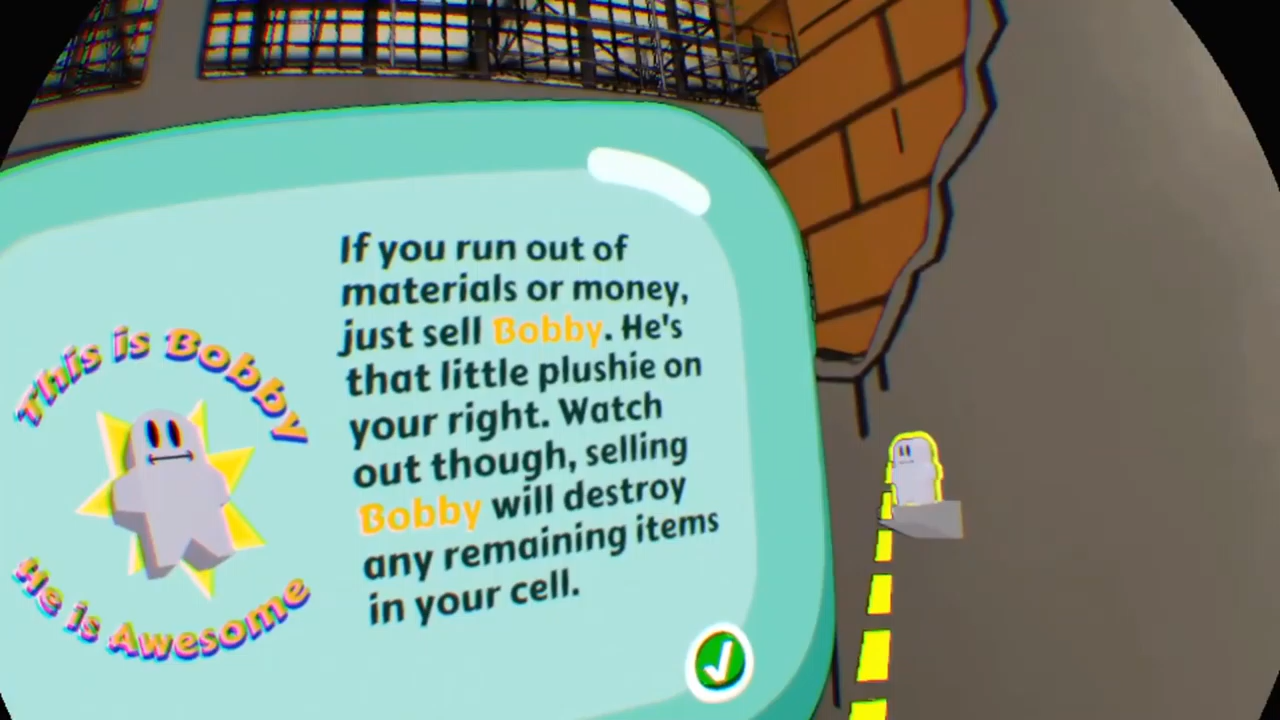 This is Bobby
He is Awesome
If you run out of
materials or money,
just sell Bobby. He's
that little plushie on
your right. Watch
out though, selling
Bobby will destroy
any remaining items
in your cell.